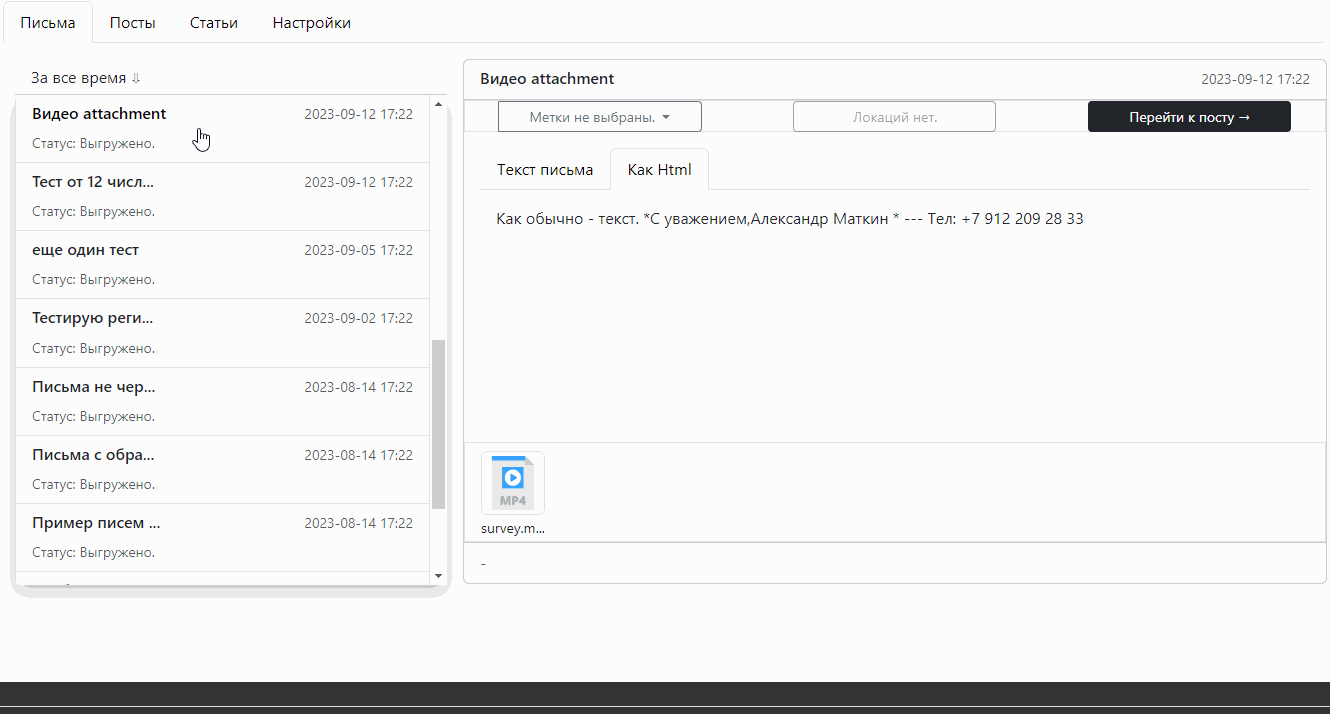 Письма Посты Статьи Настройки
За все время ⇩
Видео attachment 2023-09-12 17:22
Статус: Выгружено.
Тест от 12 числ... 2023-09-12 17:22
Статус: Выгружено.
еще один тест 2023-09-05 17:22
Статус: Выгружено.
Тестирую реги... 2023-09-02 17:22
Статус: Выгружено.
Письма не чер... 2023-08-14 17:22
Статус: Выгружено.
Письма с обра... 2023-08-14 17:22
Статус: Выгружено.
Пример писем ... 2023-08-14 17:22
Статус: Выгружено.
Видео attachment 2023-09-12 17:22
Метки не выбраны. Локаций нет. Перейти к посту →
Текст письма Как Html
Как обычно - текст. *С уважением,Александр Маткин * --- Тел: +7 912 209 28 33
MP4
survey.m...
-